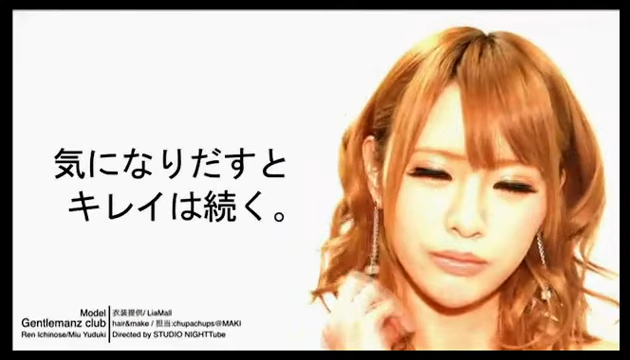 気になりだすと
キレイは続く。
Model
Gentlemanz club
Ren Ichinose/Miu Yuduki
衣装提供/ LiaMall
hair&make / 担当:chupachups@MAKI
Directed by STUDIO NIGHTTube